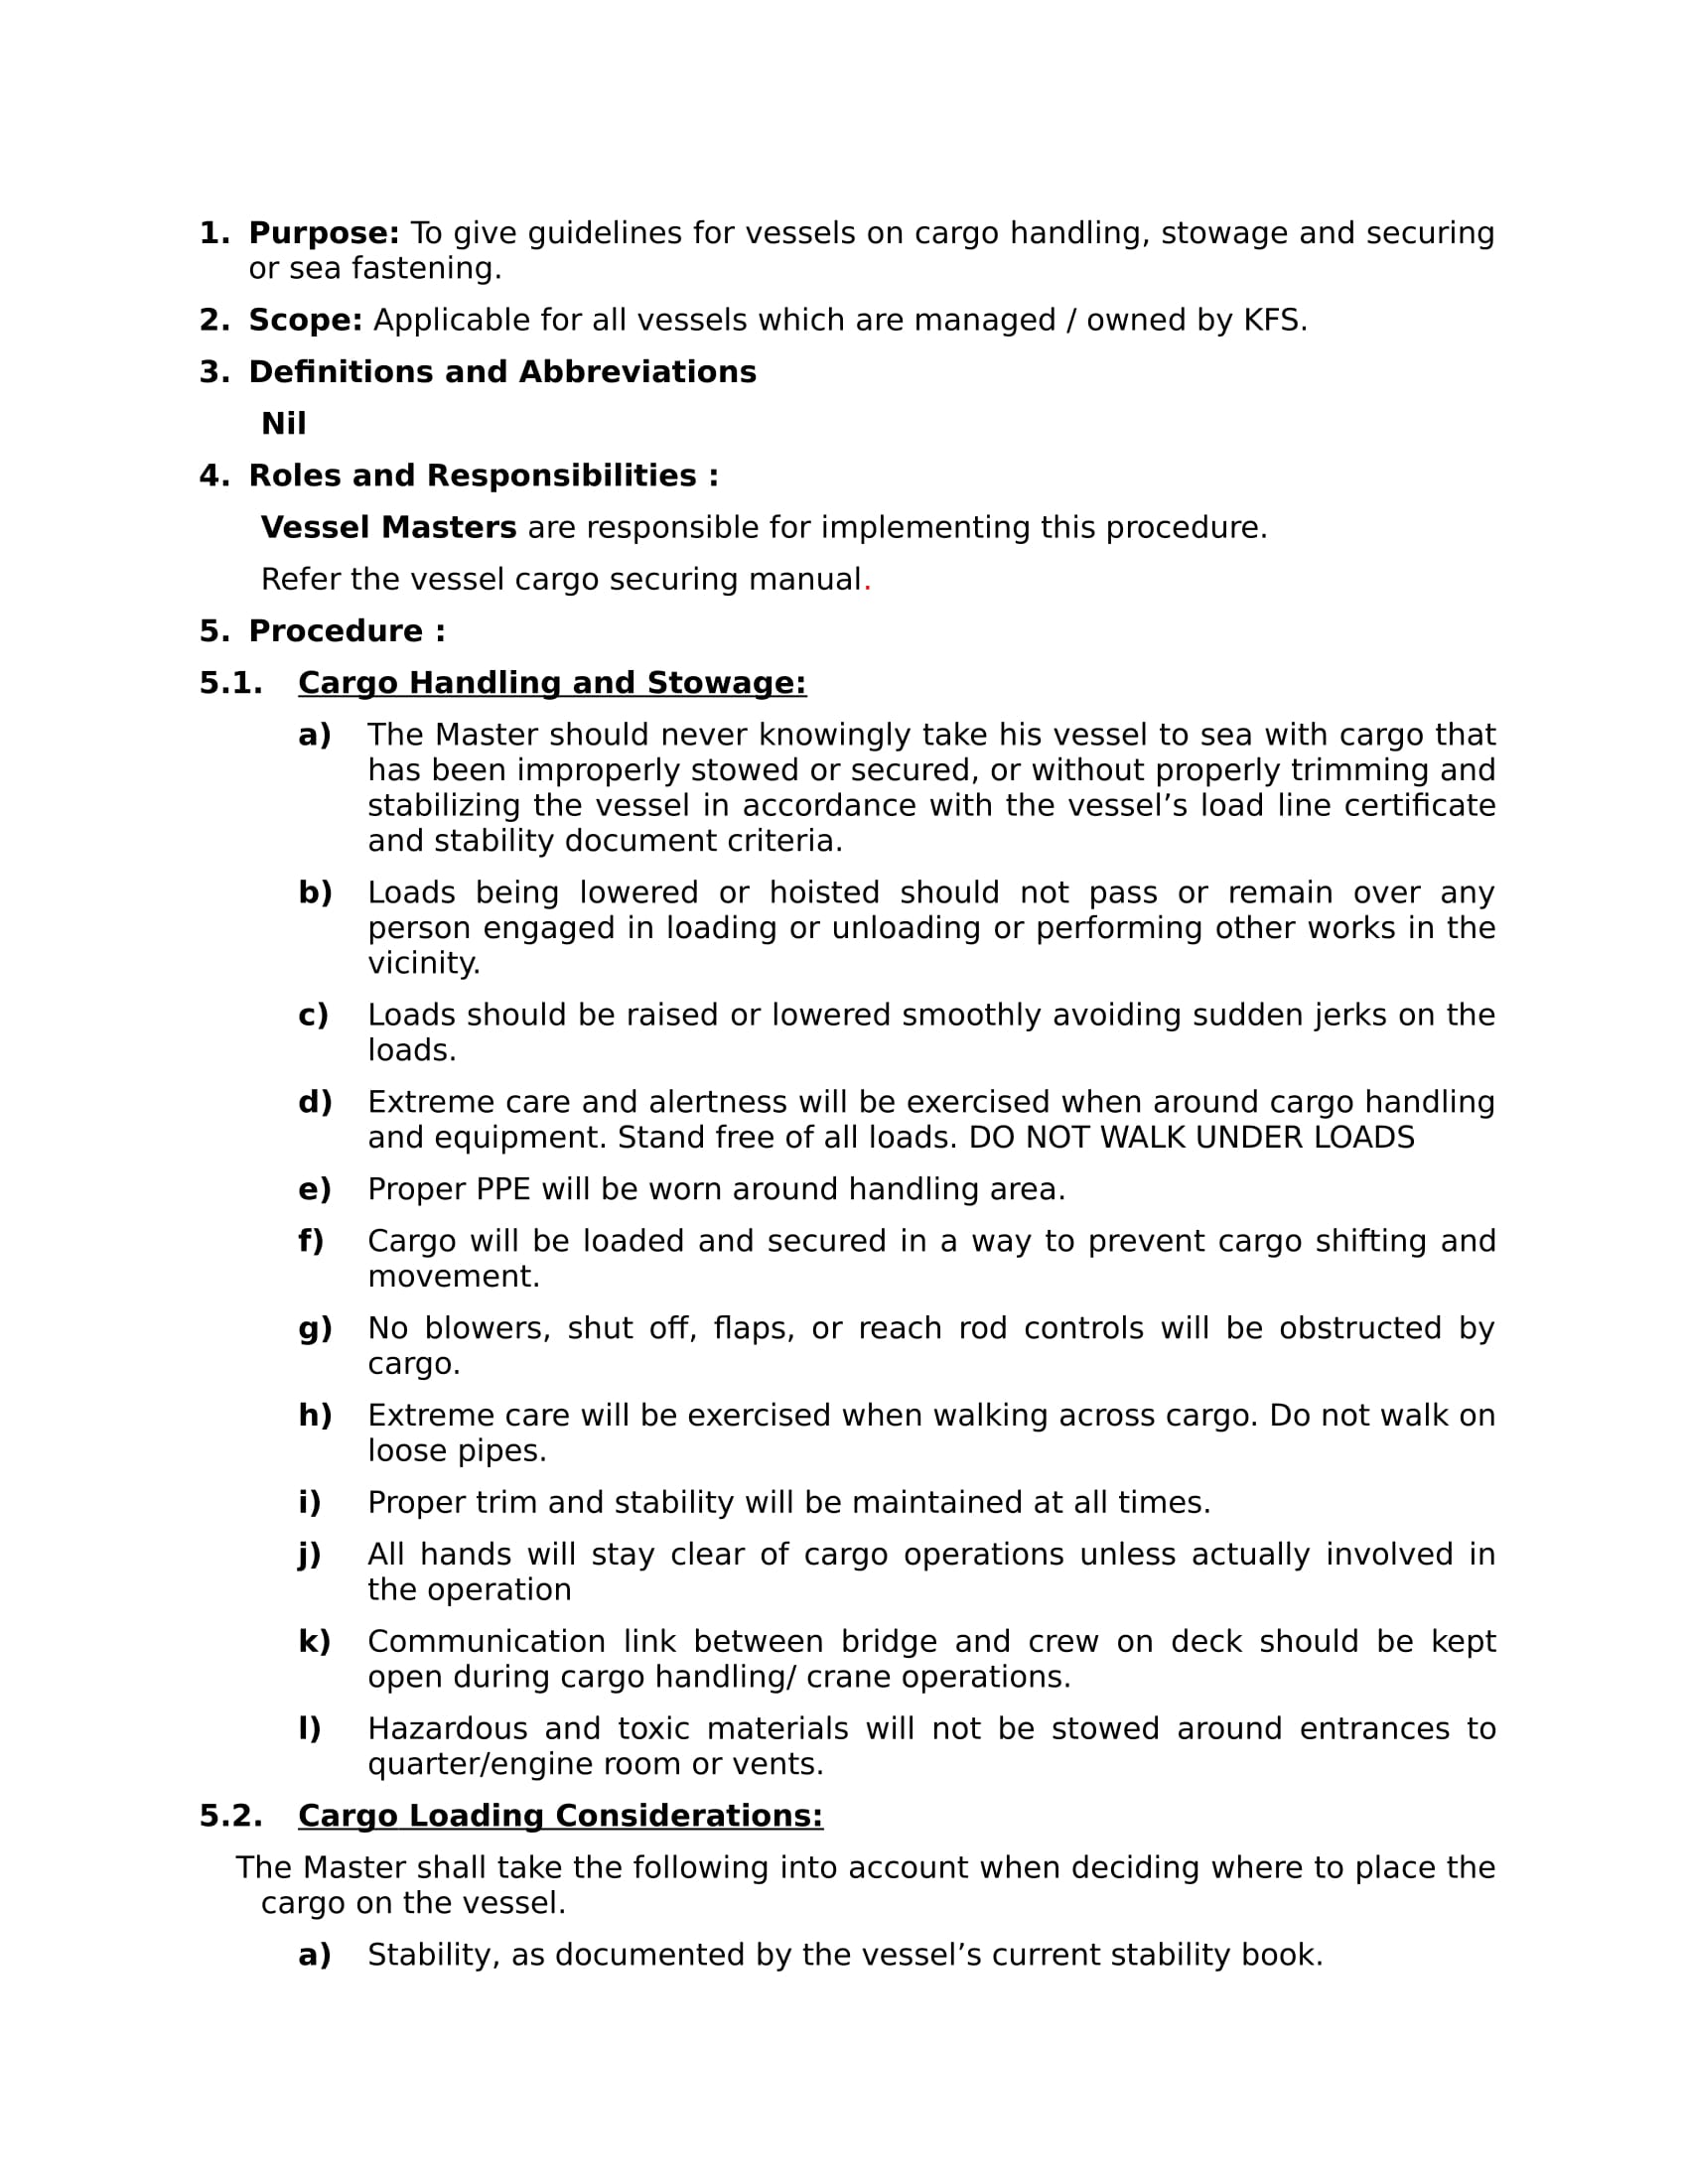 1. Purpose: To give guidelines for vessels on cargo handling, stowage and securing
or sea fastening.
2. Scope: Applicable for all vessels which are managed / owned by KFS.
3. Definitions and Abbreviations
Nil
4. Roles and Responsibilities :
Vessel Masters are responsible for implementing this procedure.
Refer the vessel cargo securing manual.
5. Procedure :
5.1. Cargo Handling and Stowage:
a) The Master should never knowingly take his vessel to sea with cargo that
has been improperly stowed or secured, or without properly trimming and
stabilizing the vessel in accordance with the vessel’s load line certificate
and stability document criteria.
b) Loads being lowered or hoisted should not pass or remain over any
person engaged in loading or unloading or performing other works in the
vicinity.
c) Loads should be raised or lowered smoothly avoiding sudden jerks on the
loads.
d) Extreme care and alertness will be exercised when around cargo handling
and equipment. Stand free of all loads. DO NOT WALK UNDER LOADS
e) Proper PPE will be worn around handling area.
f) Cargo will be loaded and secured in a way to prevent cargo shifting and
movement.
g) No blowers, shut off, flaps, or reach rod controls will be obstructed by
cargo.
h) Extreme care will be exercised when walking across cargo. Do not walk on
loose pipes.
i) Proper trim and stability will be maintained at all times.
j) All hands will stay clear of cargo operations unless actually involved in
the operation
k) Communication link between bridge and crew on deck should be kept
open during cargo handling/ crane operations.
l) Hazardous and toxic materials will not be stowed around entrances to
quarter/engine room or vents.
5.2. Cargo Loading Considerations:
The Master shall take the following into account when deciding where to place the
cargo on the vessel.
a) Stability, as documented by the vessel’s current stability book.